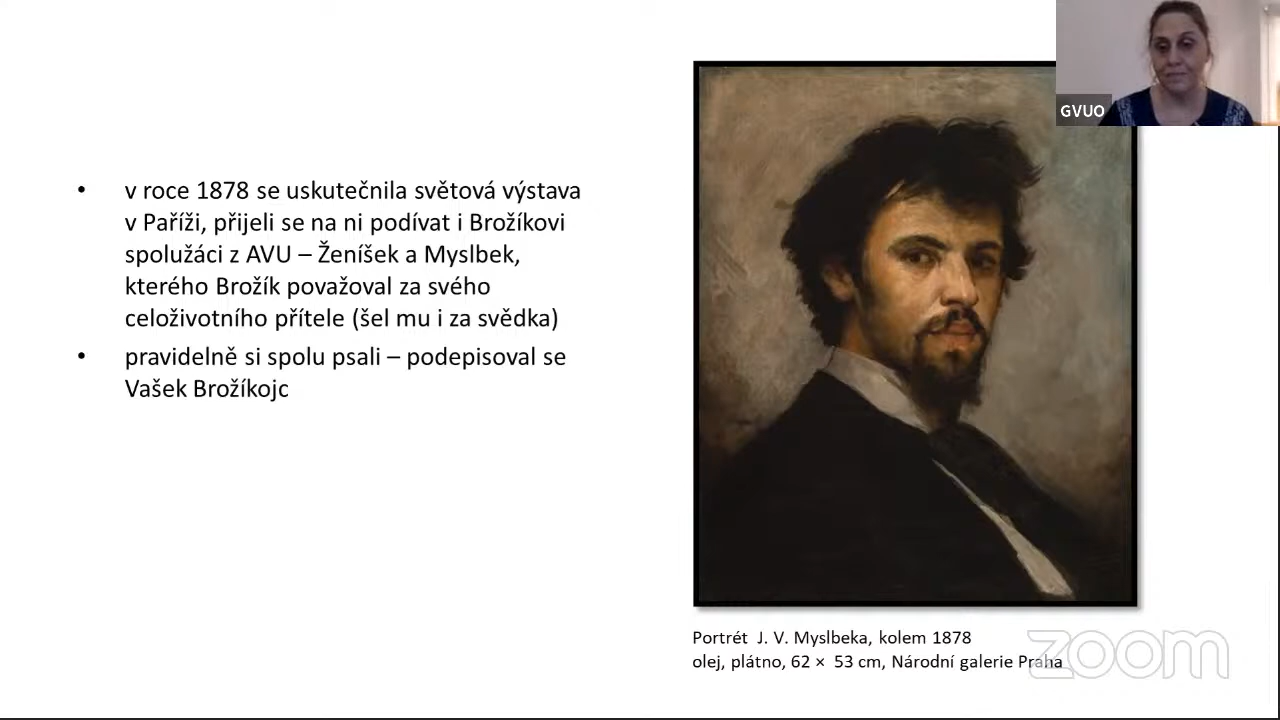 GVUO
• v roce 1878 se uskutečnila světová výstava
v Paříži, přijeli se na ni podívat i Brožíkovi
spolužáci z AVU – Ženíšek a Myslbek,
kterého Brožík považoval za svého
celoživotního přítele (šel mu i za svědka)
• pravidelně si spolu psali – podepisoval se
Vašek Brožíkojc
Portrét J. V. Myslbeka, kolem 1878
olej, plátno, 62 × 53 cm, Národní galerie Praha
zoom